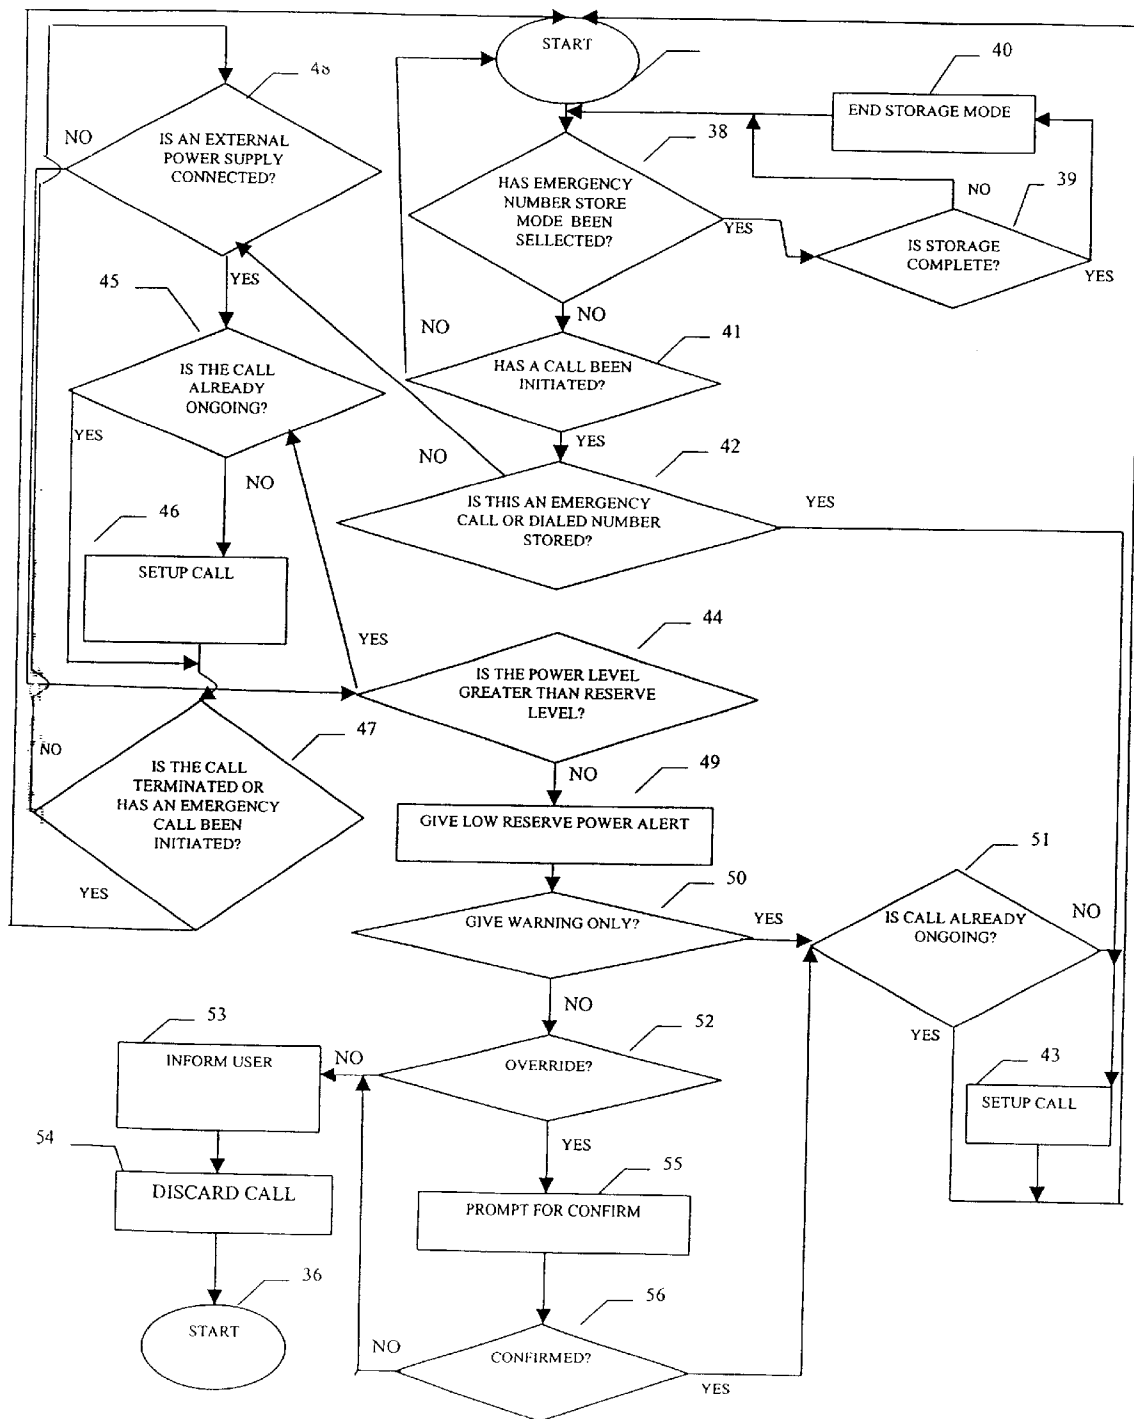 START
40
END STORAGE MODE
48
NO
IS AN EXTERNAL
POWER SUPPLY
CONNECTED?
38
HAS EMERGENCY
NUMBER STORE
MODE BEEN
SELLECTED?
YES
NO
39
IS STORAGE
COMPLETE?
YES
YES
45
NO
NO
41
HAS A CALL BEEN
INITIATED?
IS THE CALL
ALREADY
ONGOING?
YES
NO
YES
NO
42
IS THIS AN EMERGENCY
CALL OR DIALED NUMBER
STORED?
YES
46
SETUP CALL
YES
44
IS THE POWER LEVEL
GREATER THAN RESERVE
LEVEL?
NO
47
IS THE CALL
TERMINATED OR
HAS AN EMERGENCY
CALL BEEN
INITIATED?
YES
NO
49
GIVE LOW RESERVE POWER ALERT
50
GIVE WARNING ONLY?
YES
51
IS CALL ALREADY
ONGOING?
NO
YES
NO
53
INFORM USER
NO
52
OVERRIDE?
43
SETUP CALL
YES
54
DISCARD CALL
55
PROMPT FOR CONFIRM
36
START
56
NO
CONFIRMED?
YES